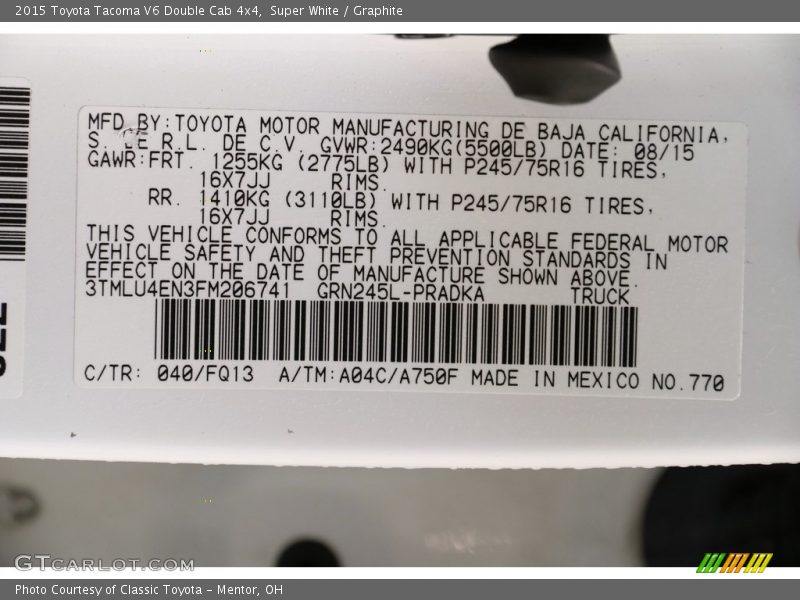 2015 Toyota Tacoma V6 Double Cab 4x4, Super White / Graphite
MFD BY:TOYOTA MOTOR MANUFACTURING DE BAJA CALIFORNIA,
S. DE R.L. DE C.V. GVWR:2490KG(5500LB) DATE: 08/15
GAWR:FRT. 1255KG (2775LB) WITH P245/75R16 TIRES,
16X7JJ RIMS.
RR. 1410KG (3110LB) WITH P245/75R16 TIRES,
16X7JJ RIMS.
THIS VEHICLE CONFORMS TO ALL APPLICABLE FEDERAL MOTOR
VEHICLE SAFETY AND THEFT PREVENTION STANDARDS IN
EFFECT ON THE DATE OF MANUFACTURE SHOWN ABOVE.
3TMLU4EN3FM206741 GRN245L-PRADKA TRUCK
C/TR: 040/FQ13 A/TM:A04C/A750F MADE IN MEXICO NO.770
GTCARLOT.COM
Photo Courtesy of Classic Toyota - Mentor, OH